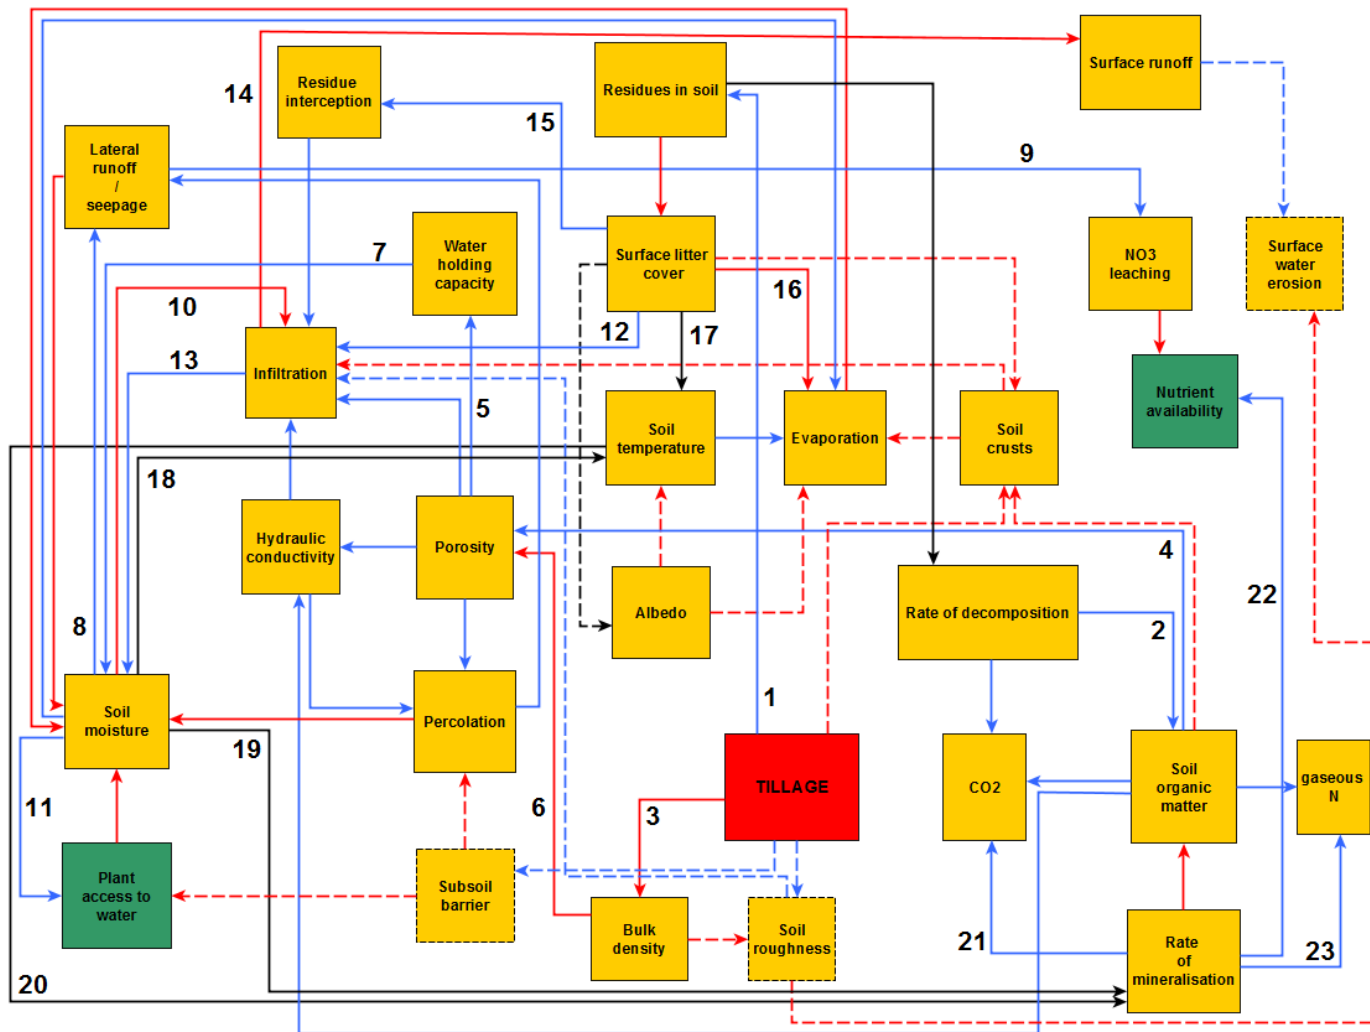 Surface runoff
Residue
interception
Residues in soil
14
15
9
Lateral
runoff
/
seepage
7
Water
holding
capacity
Surface litter
cover
16
NO3
leaching
Surface
water
erosion
10
12
17
13
Infiltration
5
Soil
temperature
Evaporation
Soil
crusts
Nutrient
availability
18
Hydraulic
conductivity
Porosity
4
Albedo
Rate of decomposition
22
8
2
Soil
moisture
Percolation
1
19
TILLAGE
CO2
Soil
organic
matter
gaseous
N
11
6
3
Plant
access to
water
Subsoil
barrier
Bulk
density
Soil
roughness
21
Rate
of
mineralisation
23
20